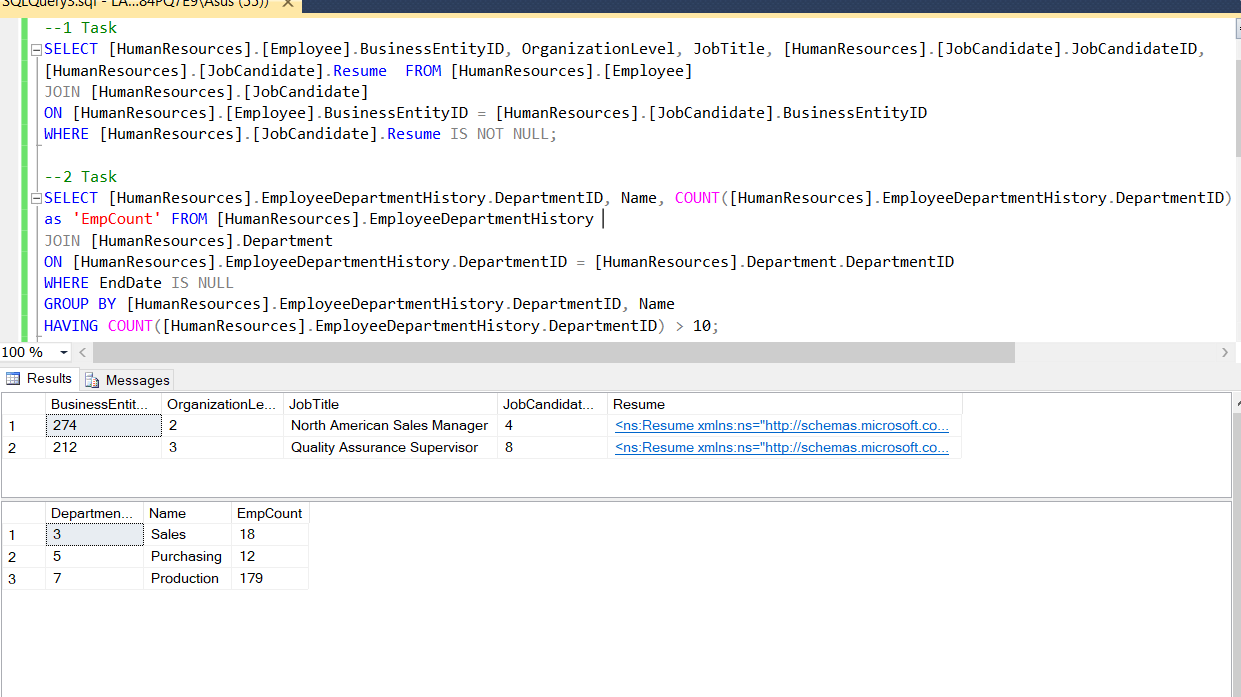 SQLQuery3.sql - LA...84PQ7E9\Asus (55))
--1 Task
SELECT [HumanResources].[Employee].BusinessEntityID, OrganizationLevel, JobTitle, [HumanResources].[JobCandidate].JobCandidateID,
[HumanResources].[JobCandidate].Resume  FROM [HumanResources].[Employee]
JOIN [HumanResources].[JobCandidate]
ON [HumanResources].[Employee].BusinessEntityID = [HumanResources].[JobCandidate].BusinessEntityID
WHERE [HumanResources].[JobCandidate].Resume IS NOT NULL;
--2 Task
SELECT [HumanResources].EmployeeDepartmentHistory.DepartmentID, Name, COUNT([HumanResources].EmployeeDepartmentHistory.DepartmentID)
as 'EmpCount' FROM [HumanResources].EmployeeDepartmentHistory
JOIN [HumanResources].Department
ON [HumanResources].EmployeeDepartmentHistory.DepartmentID = [HumanResources].Department.DepartmentID
WHERE EndDate IS NULL
GROUP BY [HumanResources].EmployeeDepartmentHistory.DepartmentID, Name
HAVING COUNT([HumanResources].EmployeeDepartmentHistory.DepartmentID) > 10;
100 %
Results Messages
BusinessEntit... OrganizationLe... JobTitle JobCandidat... Resume
1 274 2 North American Sales Manager 4 <ns:Resume xmlns:ns="http://schemas.microsoft.co...
2 212 3 Quality Assurance Supervisor 8 <ns:Resume xmlns:ns="http://schemas.microsoft.co...
Departmen... Name EmpCount
1 3 Sales 18
2 5 Purchasing 12
3 7 Production 179